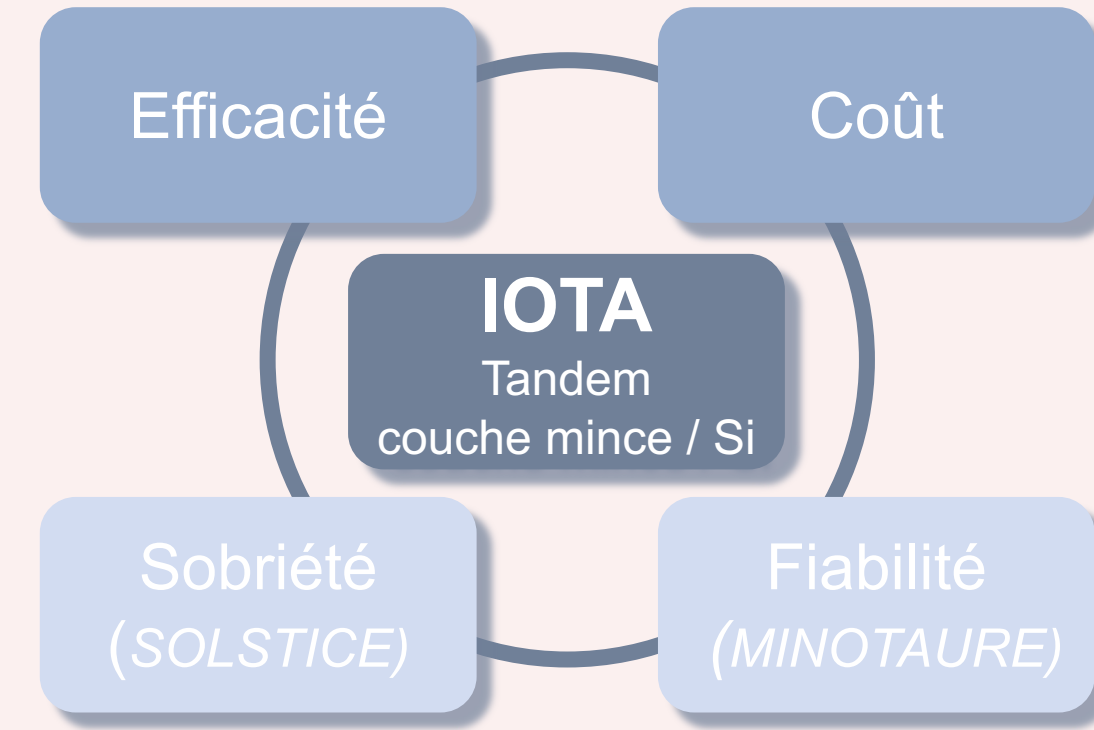 Efficacité
Coût
IOTA
Tandem
couche mince / Si
Sobriété
(SOLSTICE)
Fiabilité
(MINOTAURE)